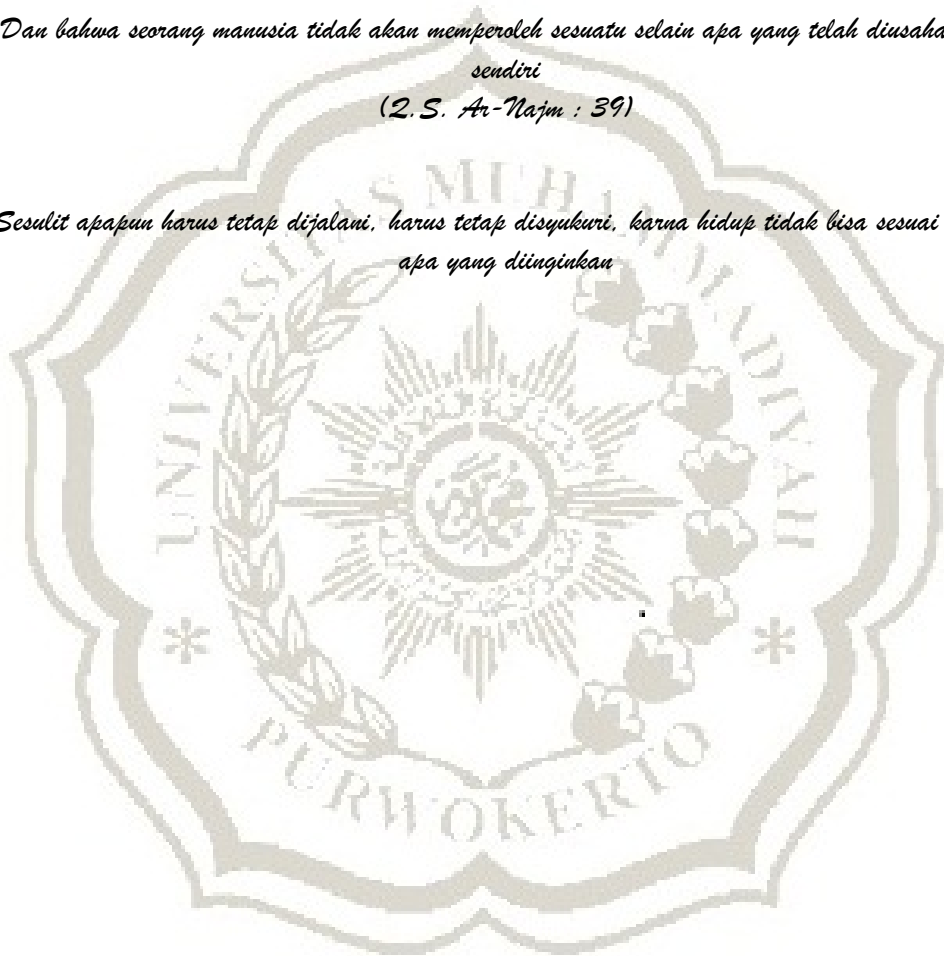 Dan bahwa seorang manusia tidak akan memperoleh sesuatu selain apa yang telah diusaha
sendiri
(Q.S. Ar-Najm : 39)
Sesulit apapun harus tetap dijalani, harus tetap disyukuri, karna hidup tidak bisa sesuai
apa yang diinginkan
UNIVERSITAS MUHAMMADIYAH
PURWOKERTO